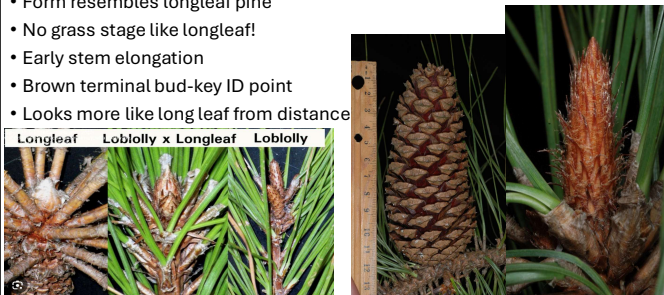 • Form resembles longleaf pine
• No grass stage like longleaf!
• Early stem elongation
• Brown terminal bud-key ID point
• Looks more like long leaf from distance
Longleaf Loblolly x Longleaf Loblolly